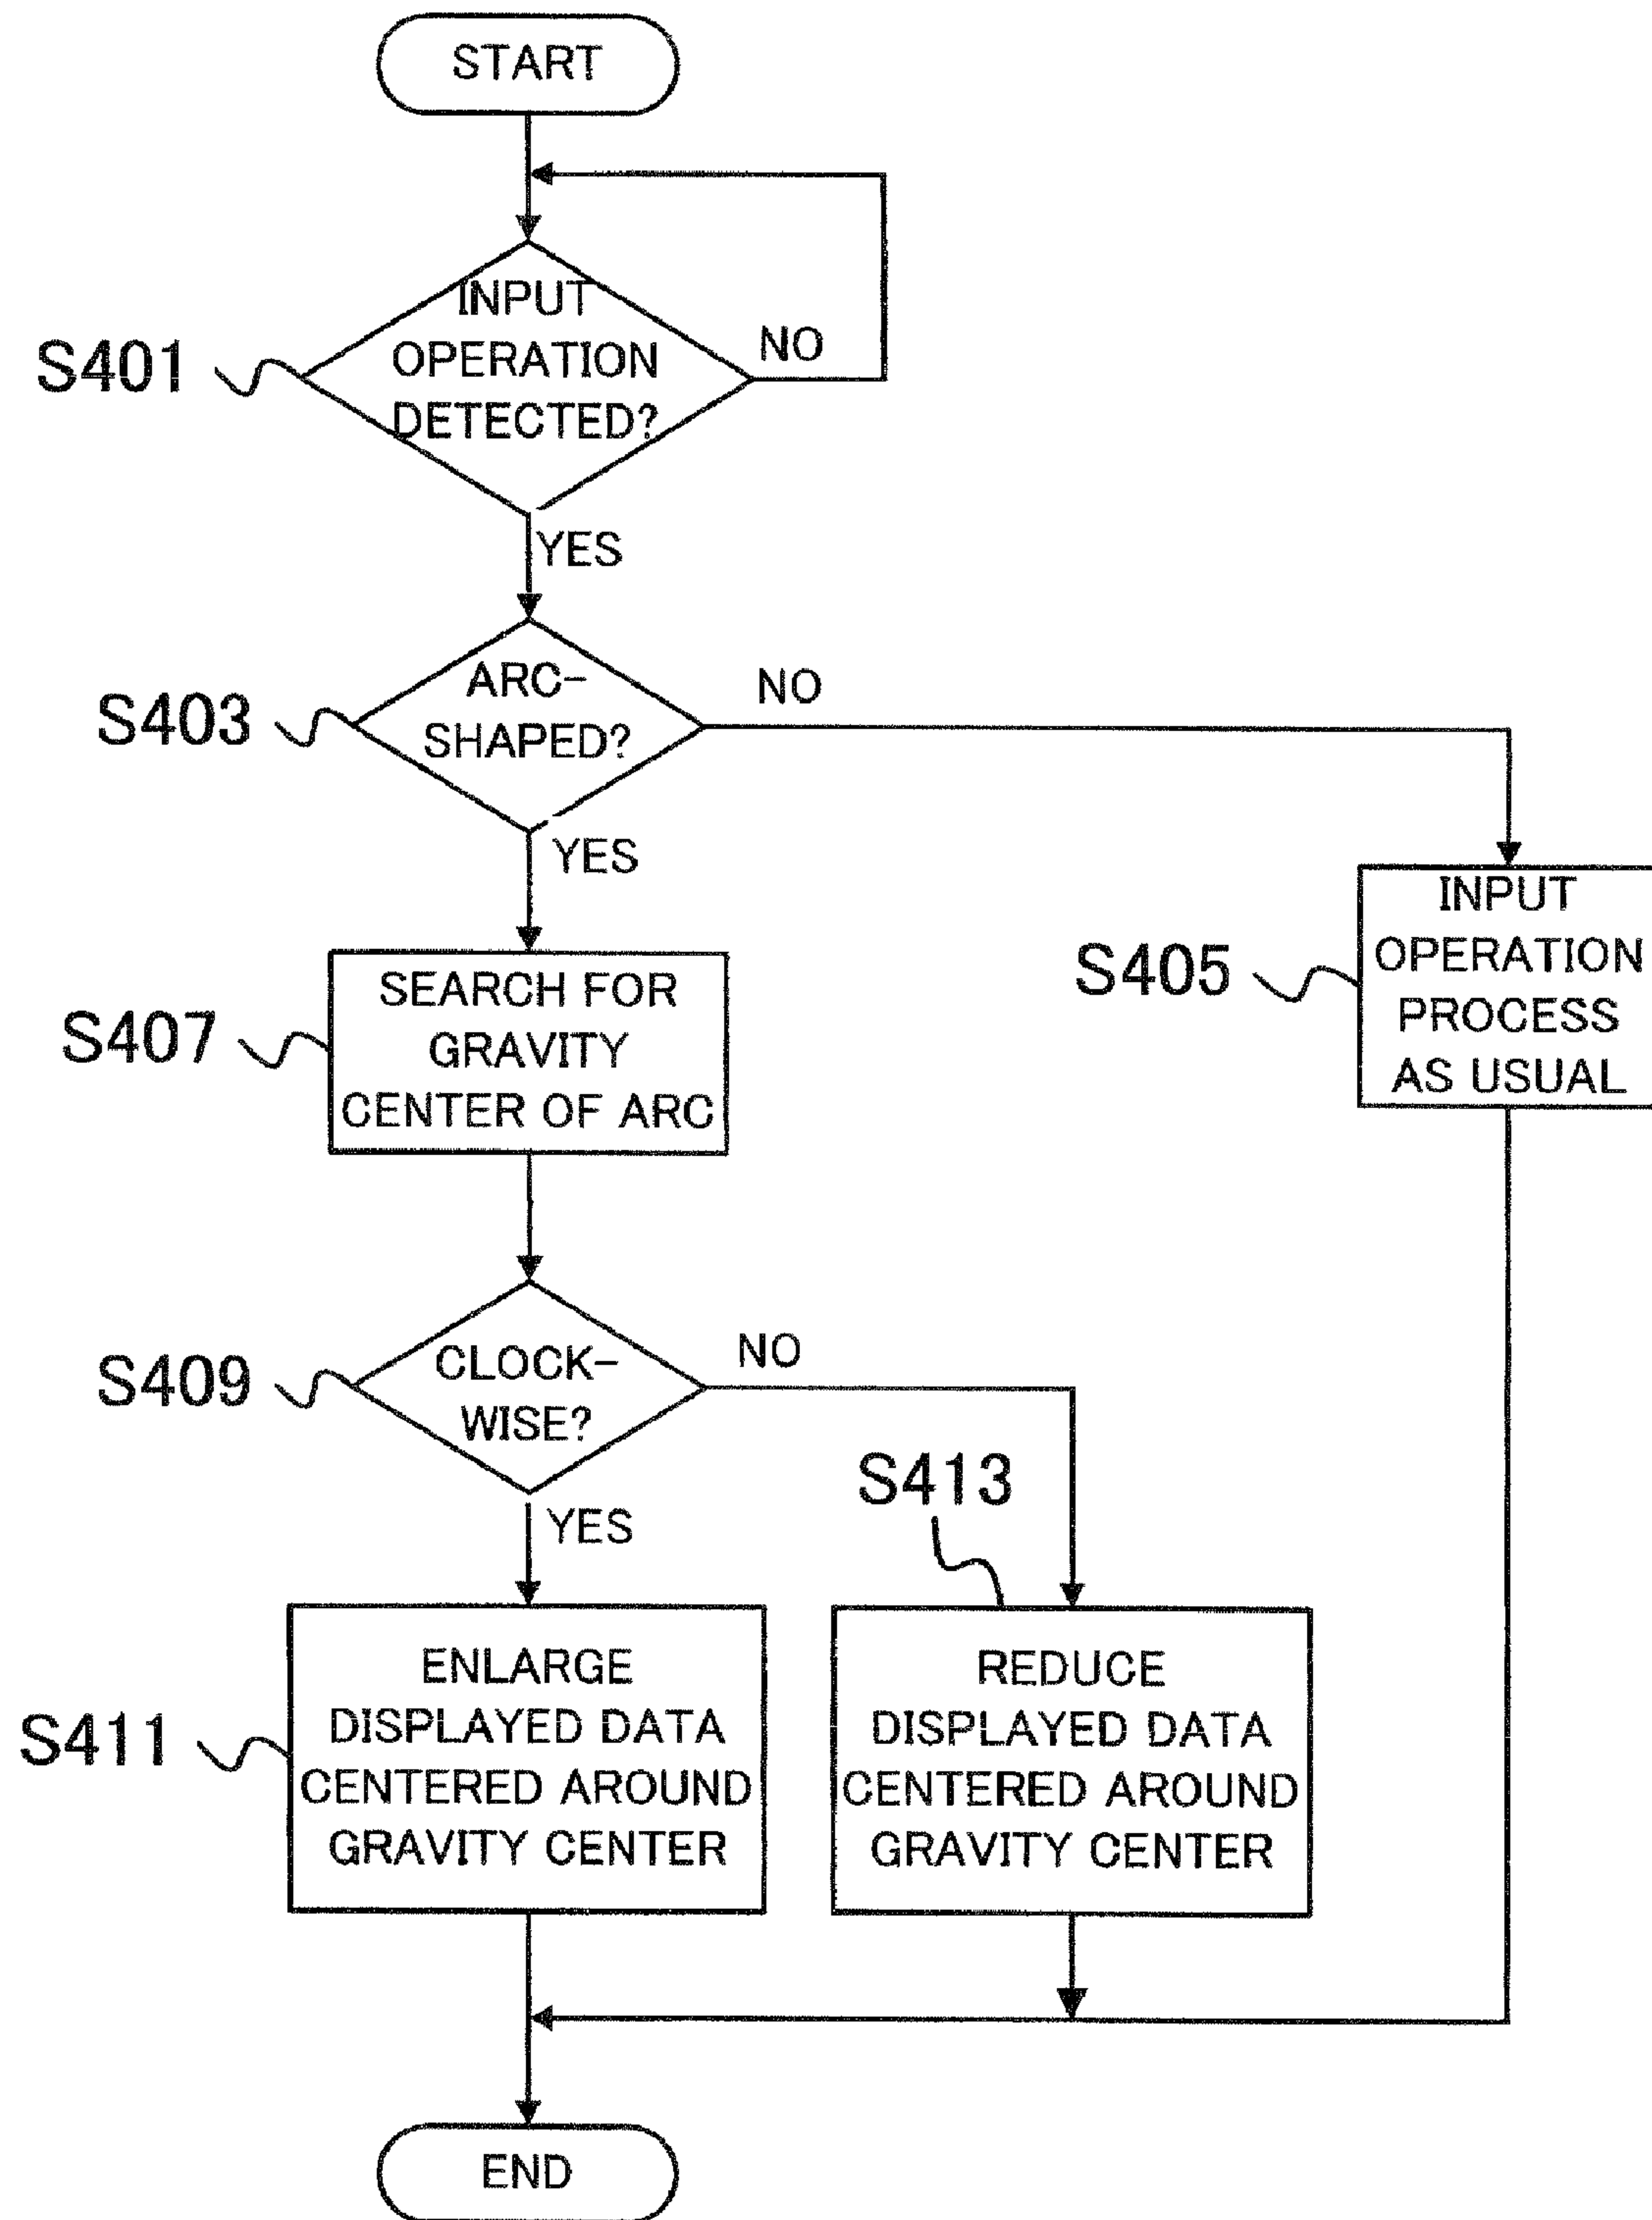 START
INPUT
OPERATION
DETECTED?
NO
S401
YES
ARC-
SHAPED?
NO
S403
YES
INPUT
OPERATION
PROCESS
AS USUAL
S405
SEARCH FOR
GRAVITY
CENTER OF ARC
S407
CLOCK-
WISE?
NO
S409
YES
S413
ENLARGE
DISPLAYED DATA
CENTERED AROUND
GRAVITY CENTER
S411
REDUCE
DISPLAYED DATA
CENTERED AROUND
GRAVITY CENTER
END